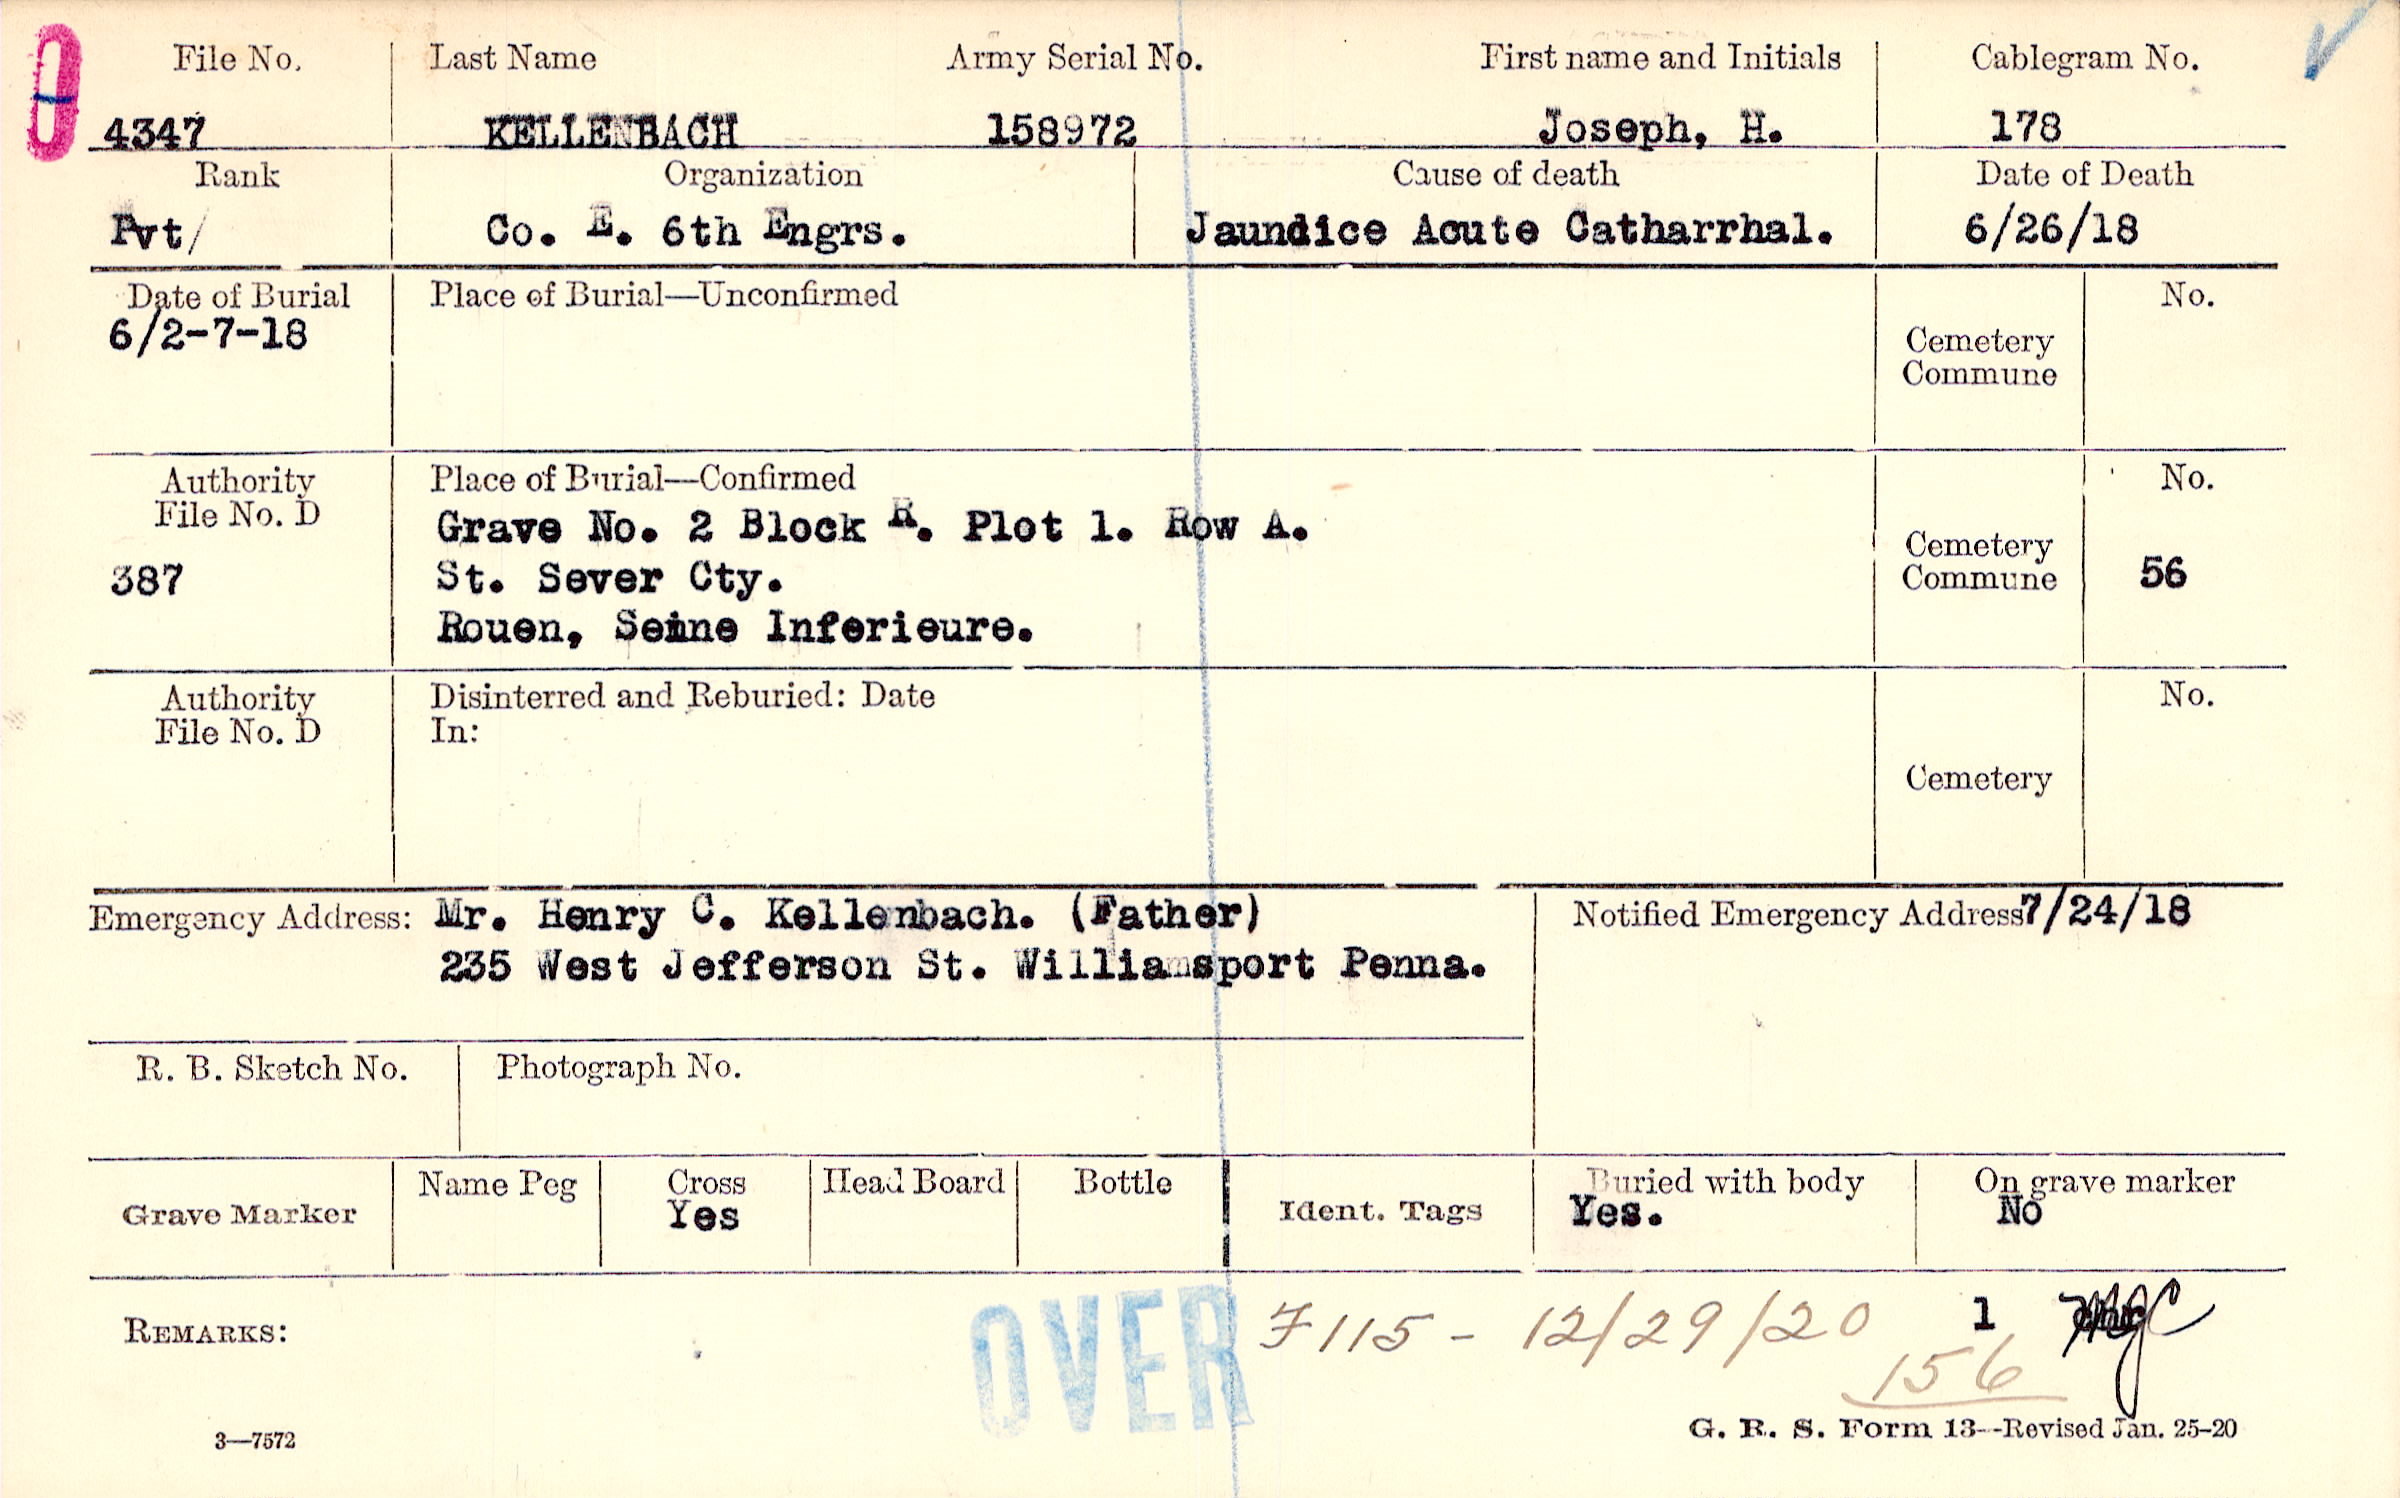 File No. Last Name Army Serial No. First name and Initials Cablegram No.
4347 KELLENBACH 158972 Joseph, H. 178
Rank Organization Cause of death Date of Death
Pvt/ Co. E. 6th Engrs. Jaundice Acute Catharrhal. 6/26/18
Date of Burial Place of Burial—Unconfirmed No.
6/2-7-18
Cemetery
Commune
Authority Place of Burial—Confirmed No.
File No. D
Grave No. 2 Block R. Plot 1. Row A.
Cemetery
387 St. Sever Cty. Commune 56
Rouen, Seine Inferieure.
Authority Disinterred and Reburied: Date No.
File No. D In:
Cemetery
Emergency Address: Mr. Henry C. Kellenbach. (Father) Notified Emergency Address 7/24/18
235 West Jefferson St. Williamsport Penna.
R. B. Sketch No. Photograph No.
Name Peg Cross Head Board Bottle Buried with body On grave marker
Grave Marker Yes Ident. Tags Yes. No
OVER
REMARKS: F115 - 12/29/20 1
156
3—7572 G. R. S. Form 13--Revised Jan. 25-20